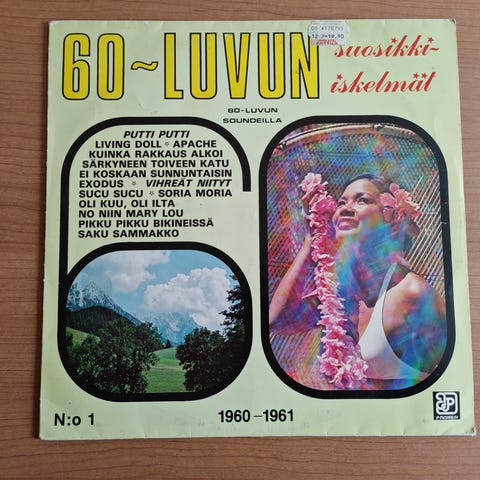 60~LUVUN
suosikki-
iskelmät
80-LUVUN
SOUNDEILLA
PUTTI PUTTI
LIVING DOLL * APACHE
KUINKA RAKKAUS ALKOI
SÄRKYNEEN TOIVEEN KATU
EI KOSKAAN SUNNUNTAISIN
EXODUS * VIHREÄT NIITYT
SUCU SUCU * SORIA MORIA
OLI KUU, OLI ILTA
NO NIIN MARY LOU
PIKKU PIKKU BIKINEISSÄ
SAKU SAMMAKKO
N:o 1
1960-1961